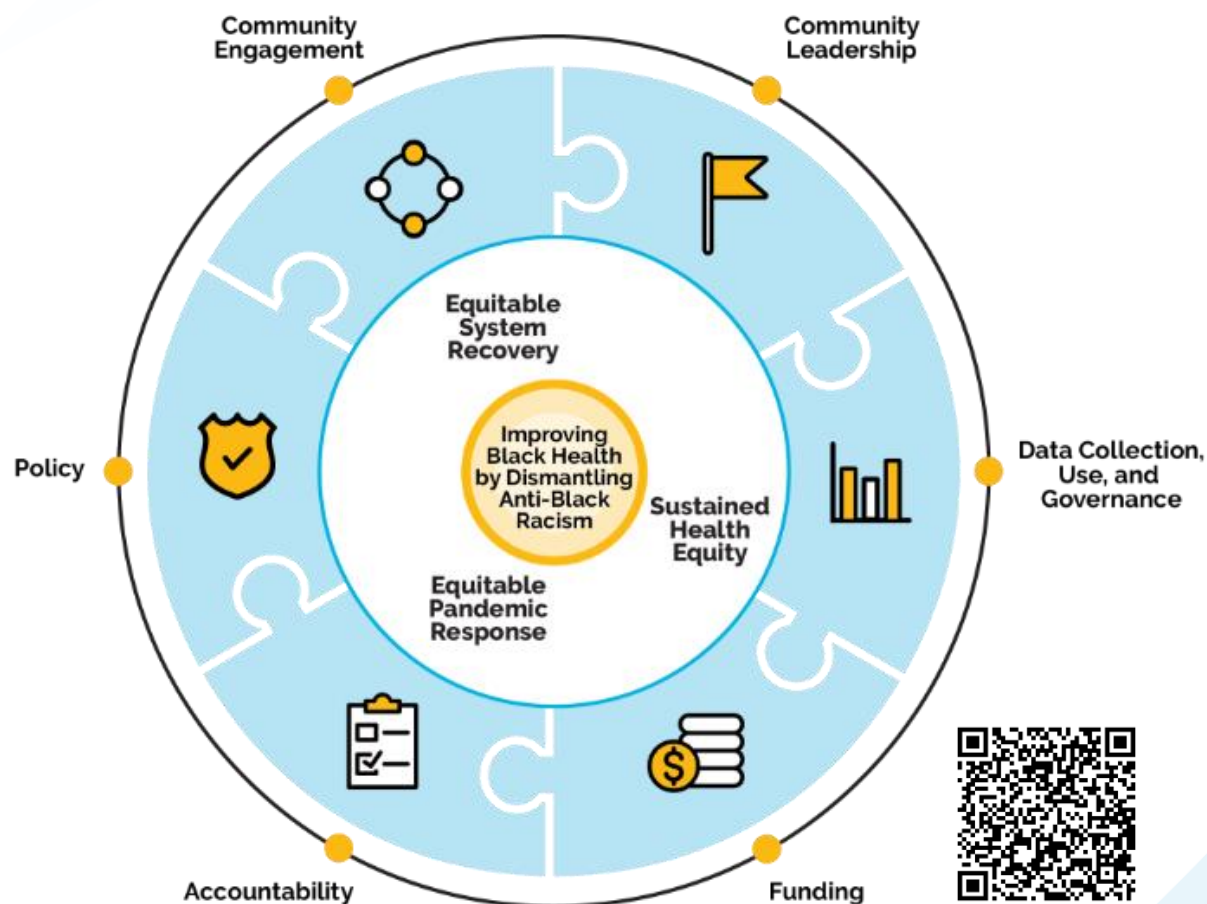 Community
Engagement
Community
Leadership
Equitable
System
Recovery
Improving
Black Health
by Dismantling
Anti-Black
Racism
Policy
Data Collection,
Use, and
Governance
Sustained
Health
Equity
Equitable
Pandemic
Response
$
Accountability
Funding